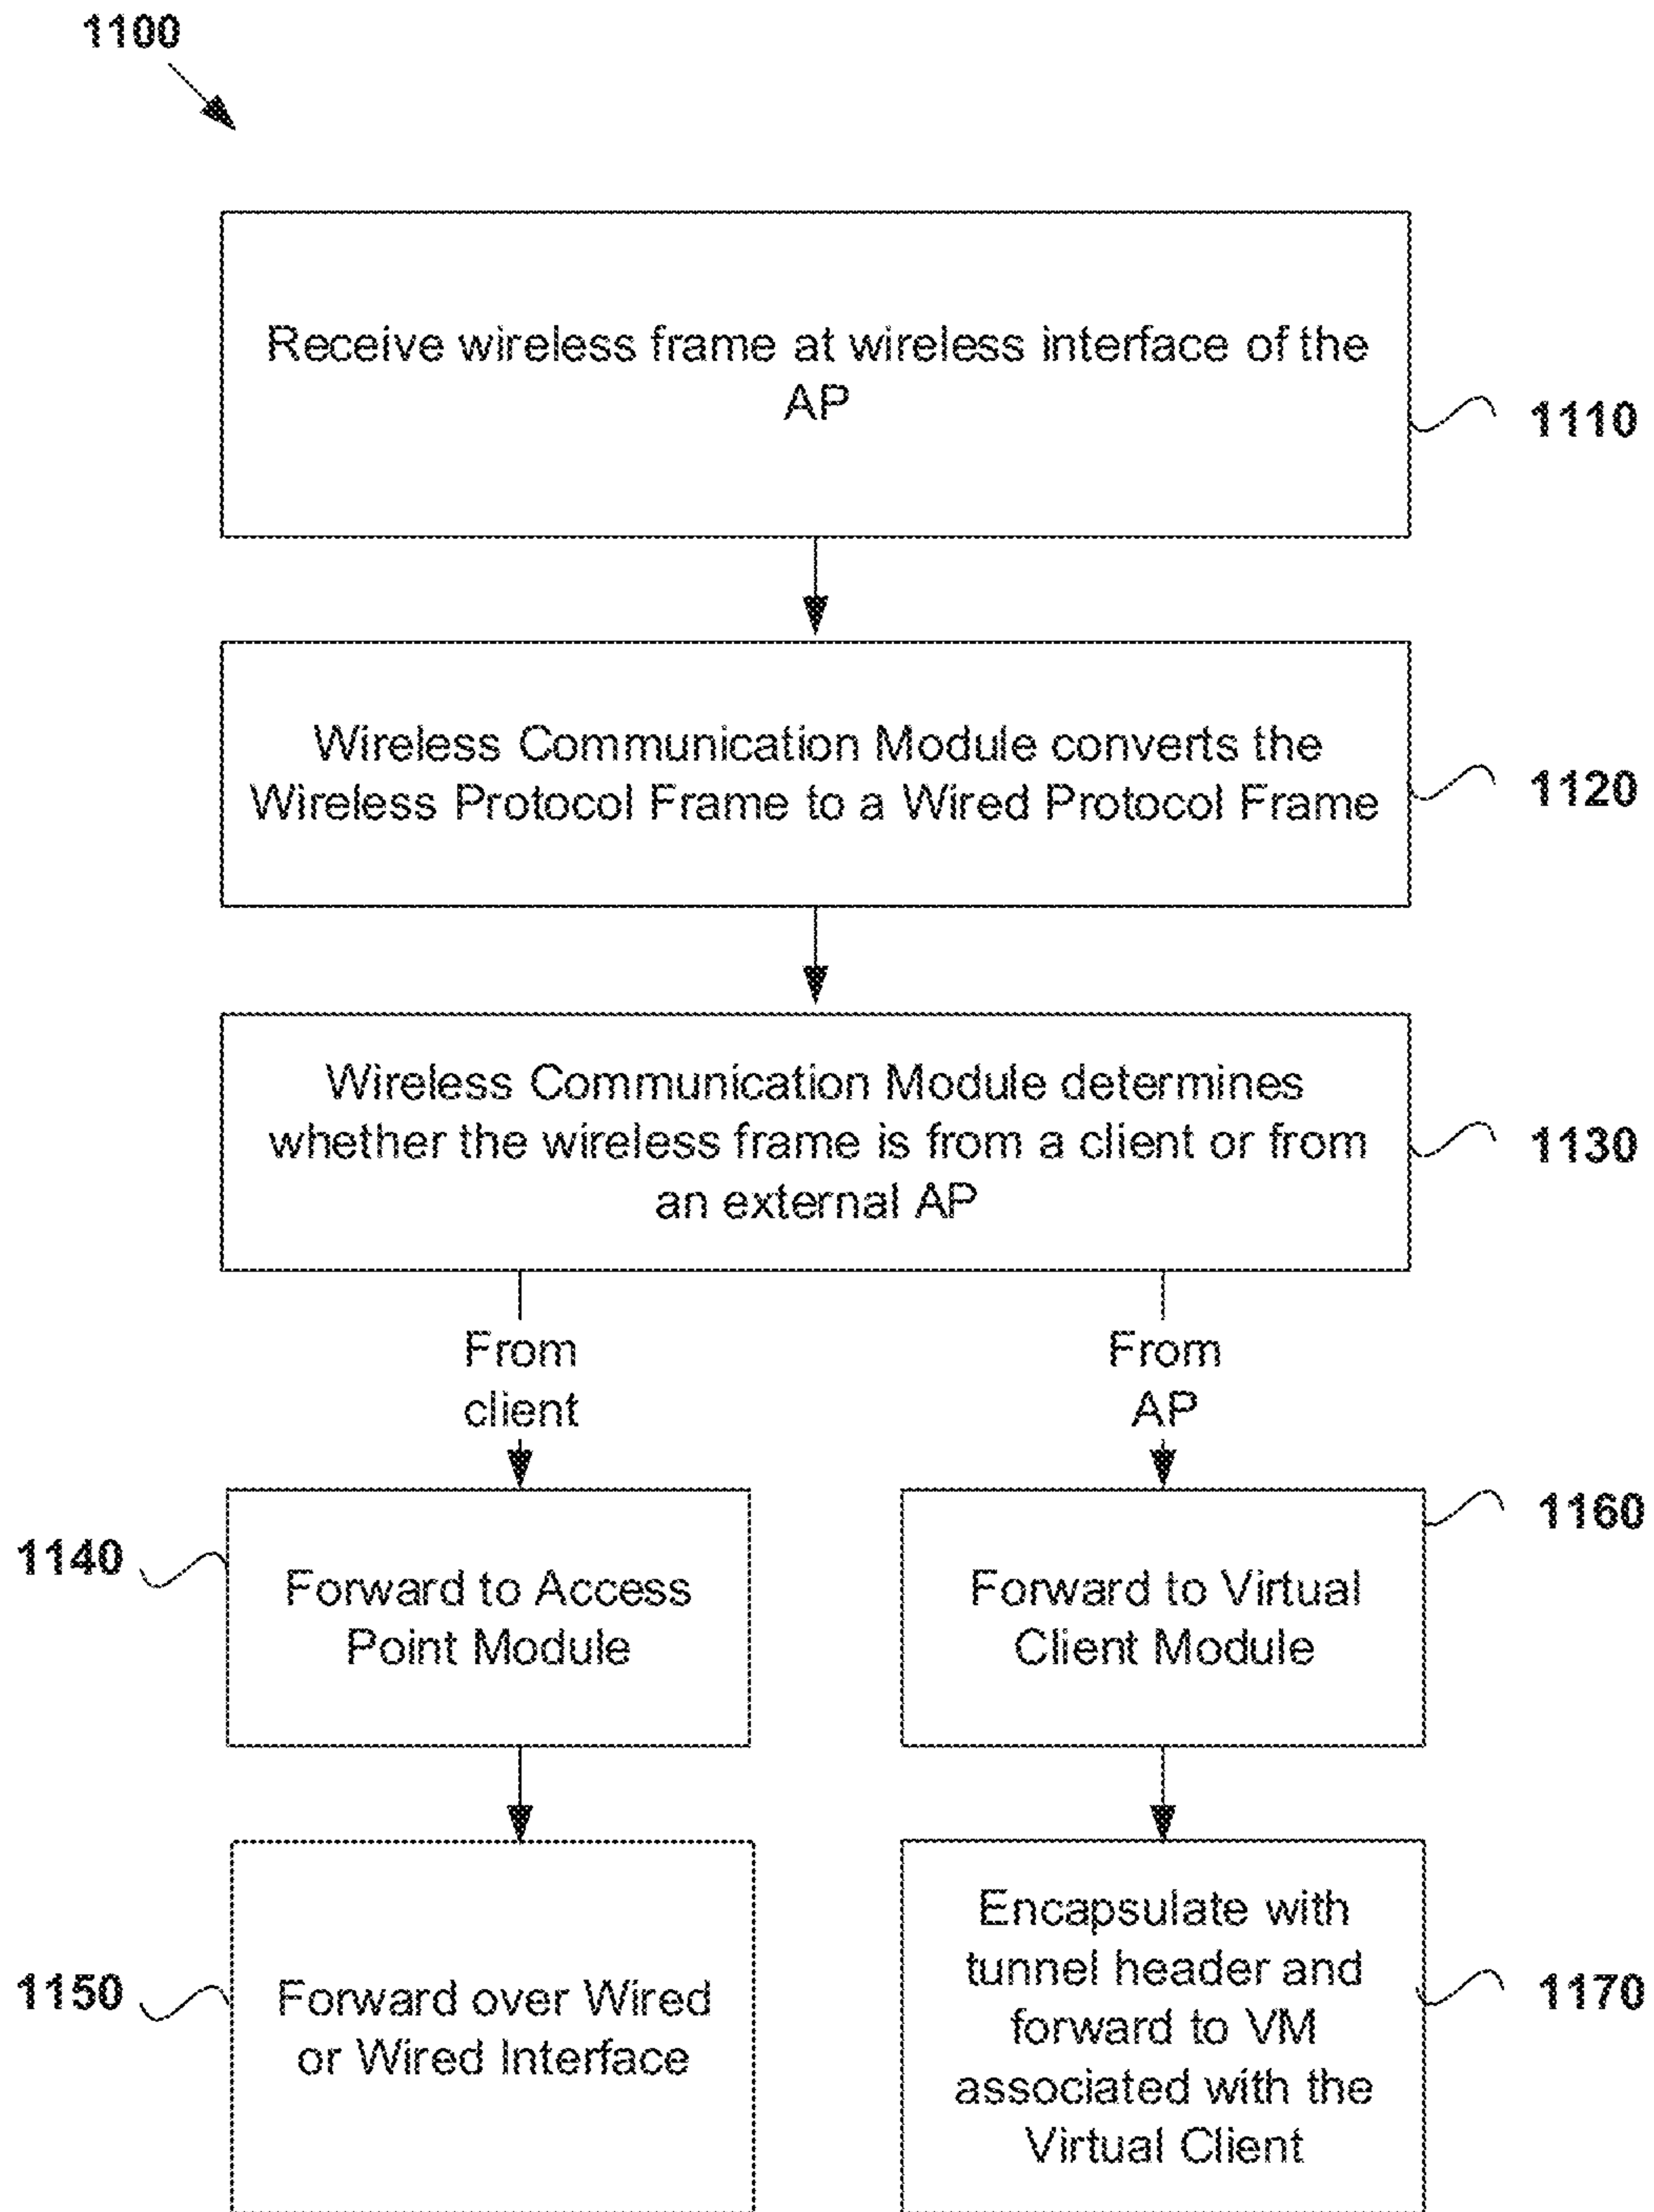 1100
Receive wireless frame at wireless interface of the
AP
1110
Wireless Communication Module converts the
Wireless Protocol Frame to a Wired Protocol Frame
1120
Wireless Communication Module determines
whether the wireless frame is from a client or from
an external AP
1130
From
client
From
AP
1140
Forward to Access
Point Module
Forward to Virtual
Client Module
1160
1150
Forward over Wired
or Wired Interface
Encapsulate with
tunnel header and
forward to VM
associated with the
Virtual Client
1170